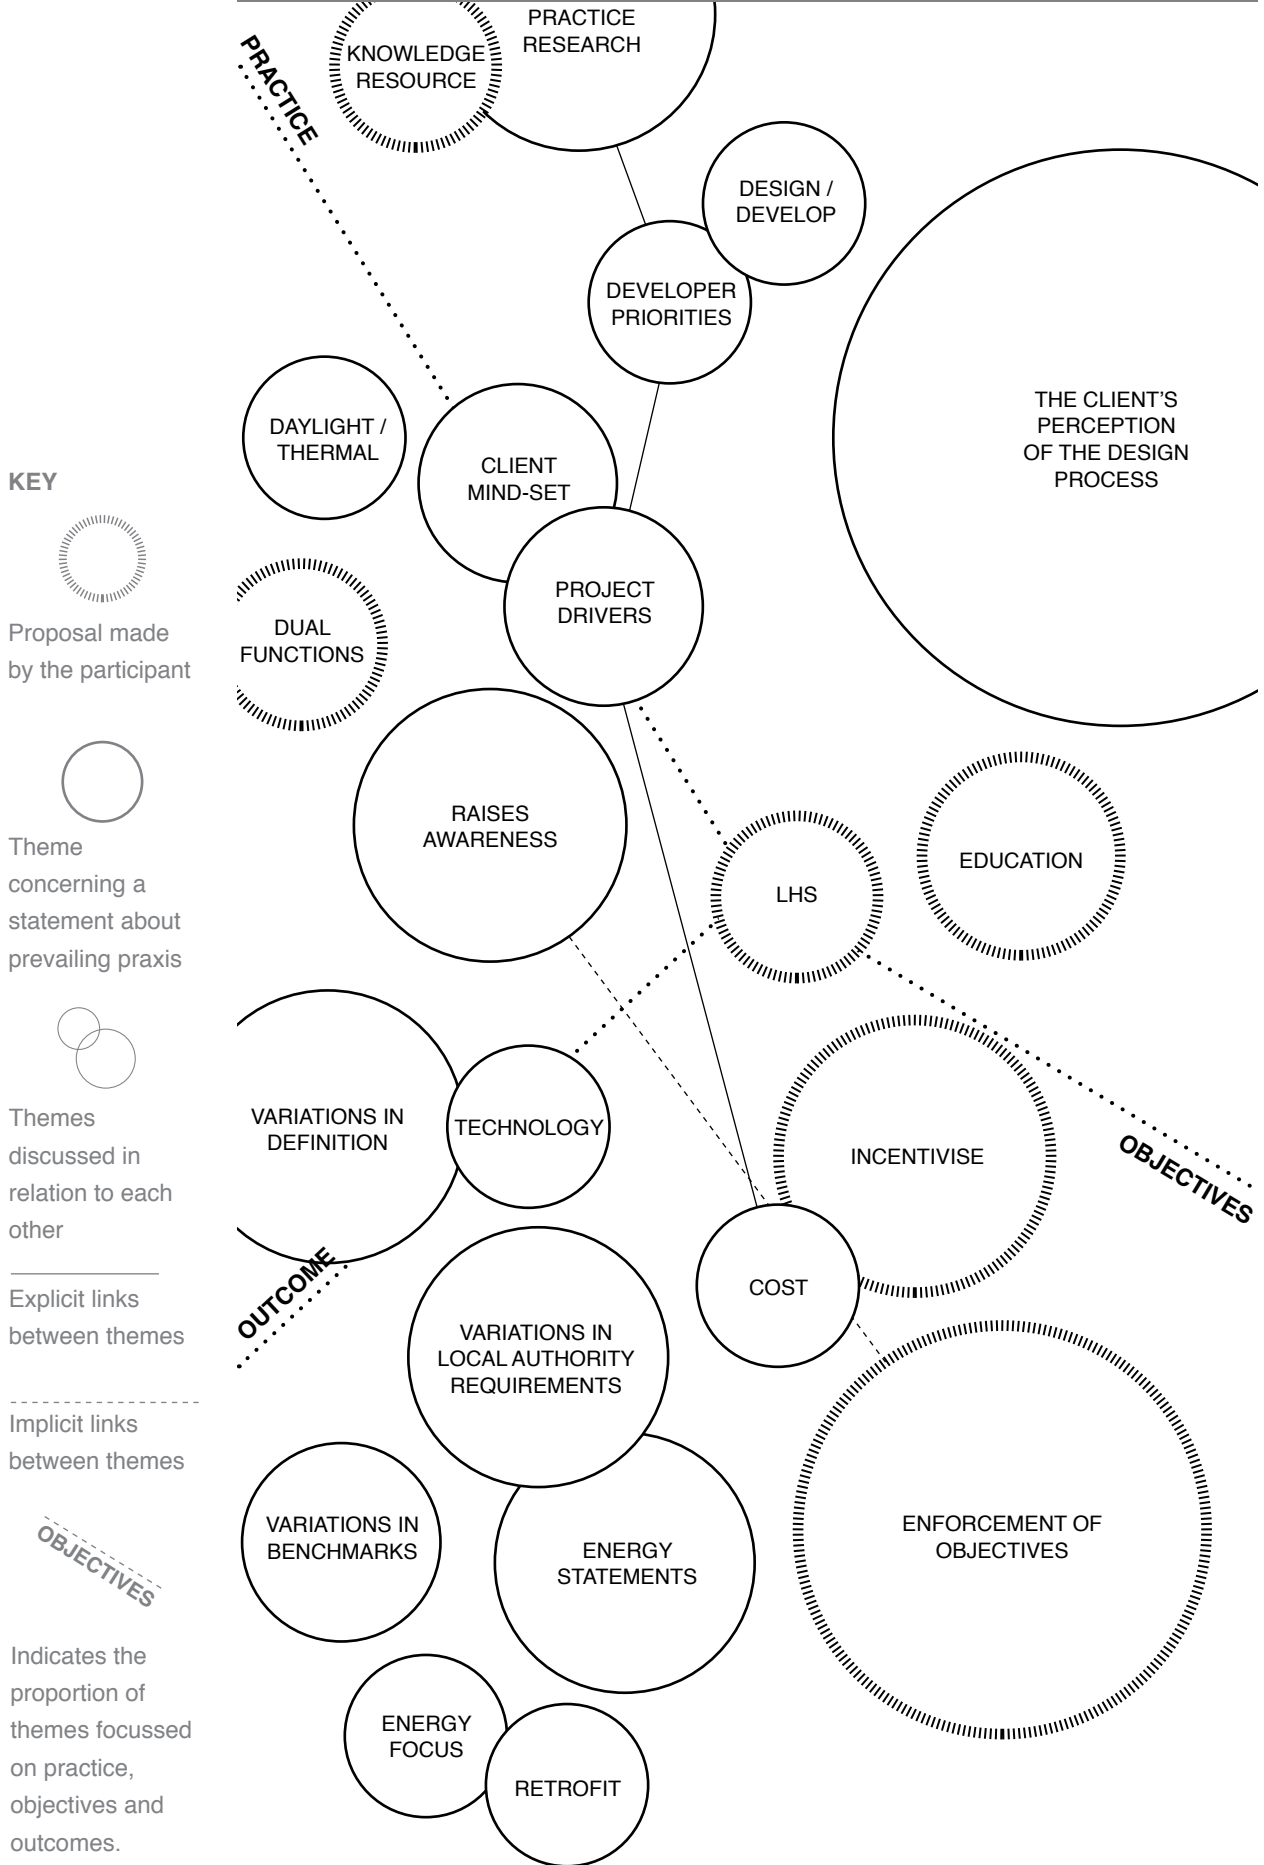 PRACTICE
RESEARCH
KNOWLEDGE
RESOURCE
PRACTICE
DESIGN /
DEVELOP
DEVELOPER
PRIORITIES
THE CLIENT’S
PERCEPTION
OF THE DESIGN
PROCESS
DAYLIGHT /
THERMAL
CLIENT
MIND-SET
PROJECT
DRIVERS
DUAL
FUNCTIONS
RAISES
AWARENESS
LHS
EDUCATION
VARIATIONS IN
DEFINITION
TECHNOLOGY
INCENTIVISE
OBJECTIVES
OUTCOME
COST
VARIATIONS IN
LOCAL AUTHORITY
REQUIREMENTS
VARIATIONS IN
BENCHMARKS
ENERGY
STATEMENTS
ENFORCEMENT OF
OBJECTIVES
ENERGY
FOCUS
RETROFIT
KEY
Proposal made
by the participant
Theme
concerning a
statement about
prevailing praxis
Themes
discussed in
relation to each
other
Explicit links
between themes
Implicit links
between themes
OBJECTIVES
Indicates the
proportion of
themes focussed
on practice,
objectives and
outcomes.